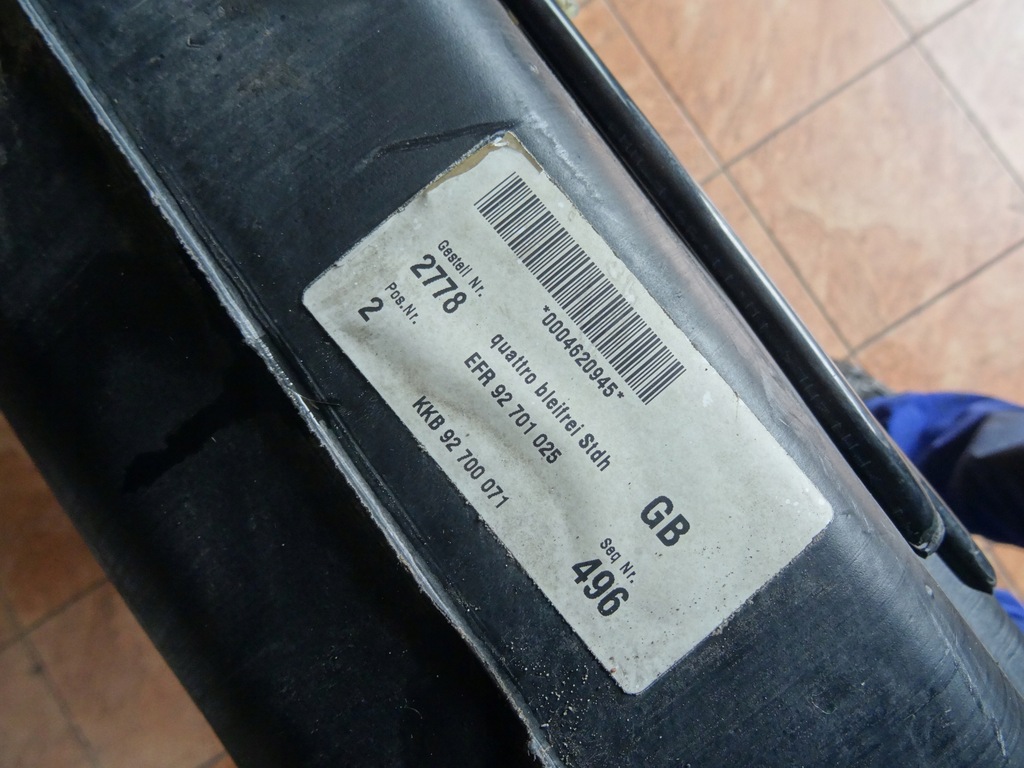 *0004620945*
Gestell Nr.
2778
Pos.Nr.
2
quattro bleifrei Stdh
EFR 92 701 025
KKB 92 700 071
GB
Seq Nr.
496